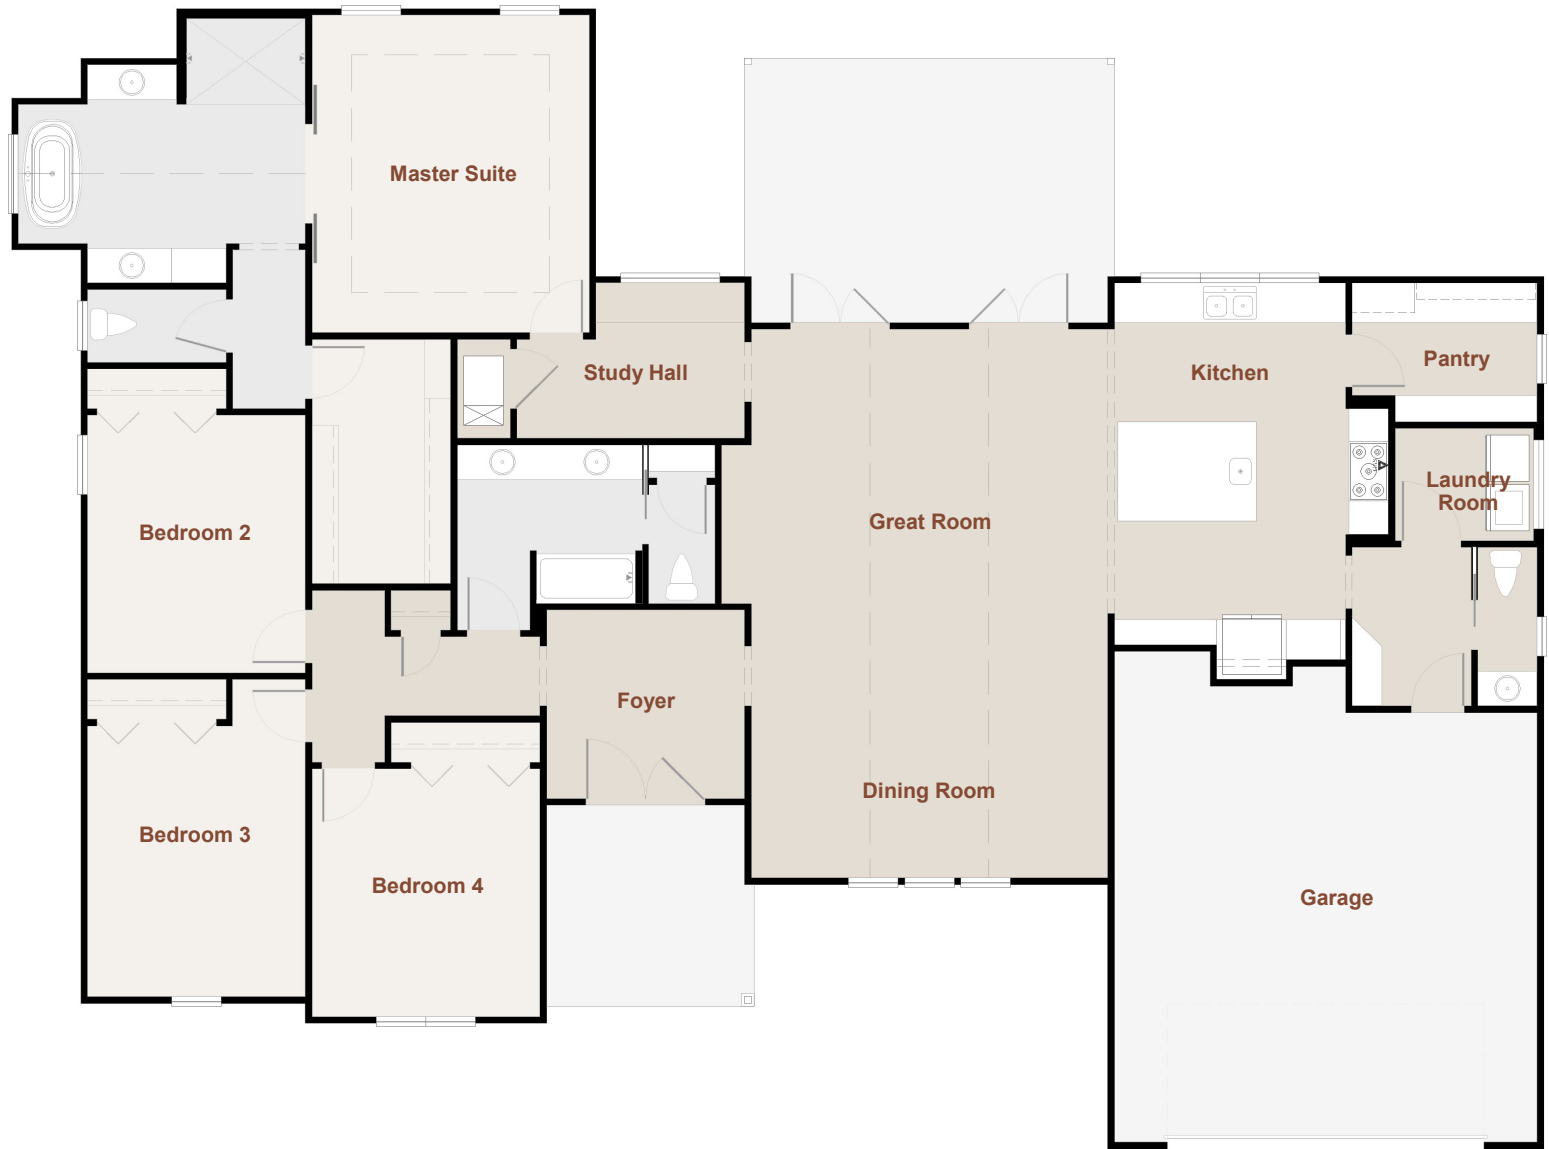 Master Suite
Study Hall
Kitchen
Pantry
Laundry
Room
Bedroom 2
Great Room
Foyer
Dining Room
Bedroom 3
Bedroom 4
Garage